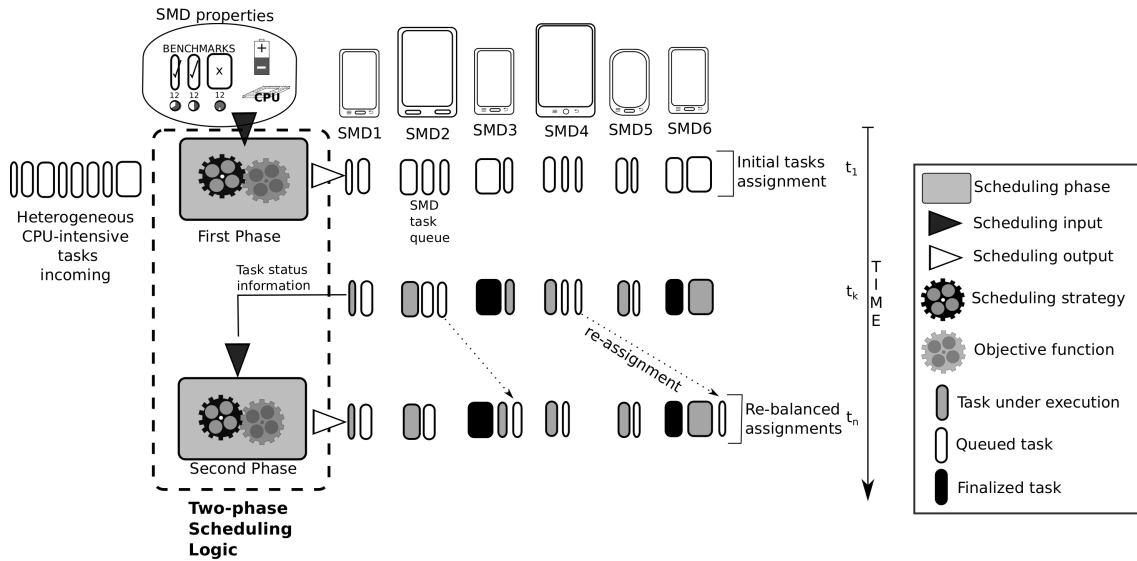 SMD properties
BENCHMARKS
x
+
-
12
12
12
CPU
SMD1
SMD2
SMD3
SMD4
SMD5
SMD6
Heterogeneous
CPU-intensive
tasks
incoming
First Phase
SMD
task
queue
Initial tasks
assignment
t1
Task status
information
tk
TIME
re-assignment
Second Phase
Re-balanced
assignments
tn
Two-phase
Scheduling
Logic
Scheduling phase
Scheduling input
Scheduling output
Scheduling strategy
Objective function
Task under execution
Queued task
Finalized task